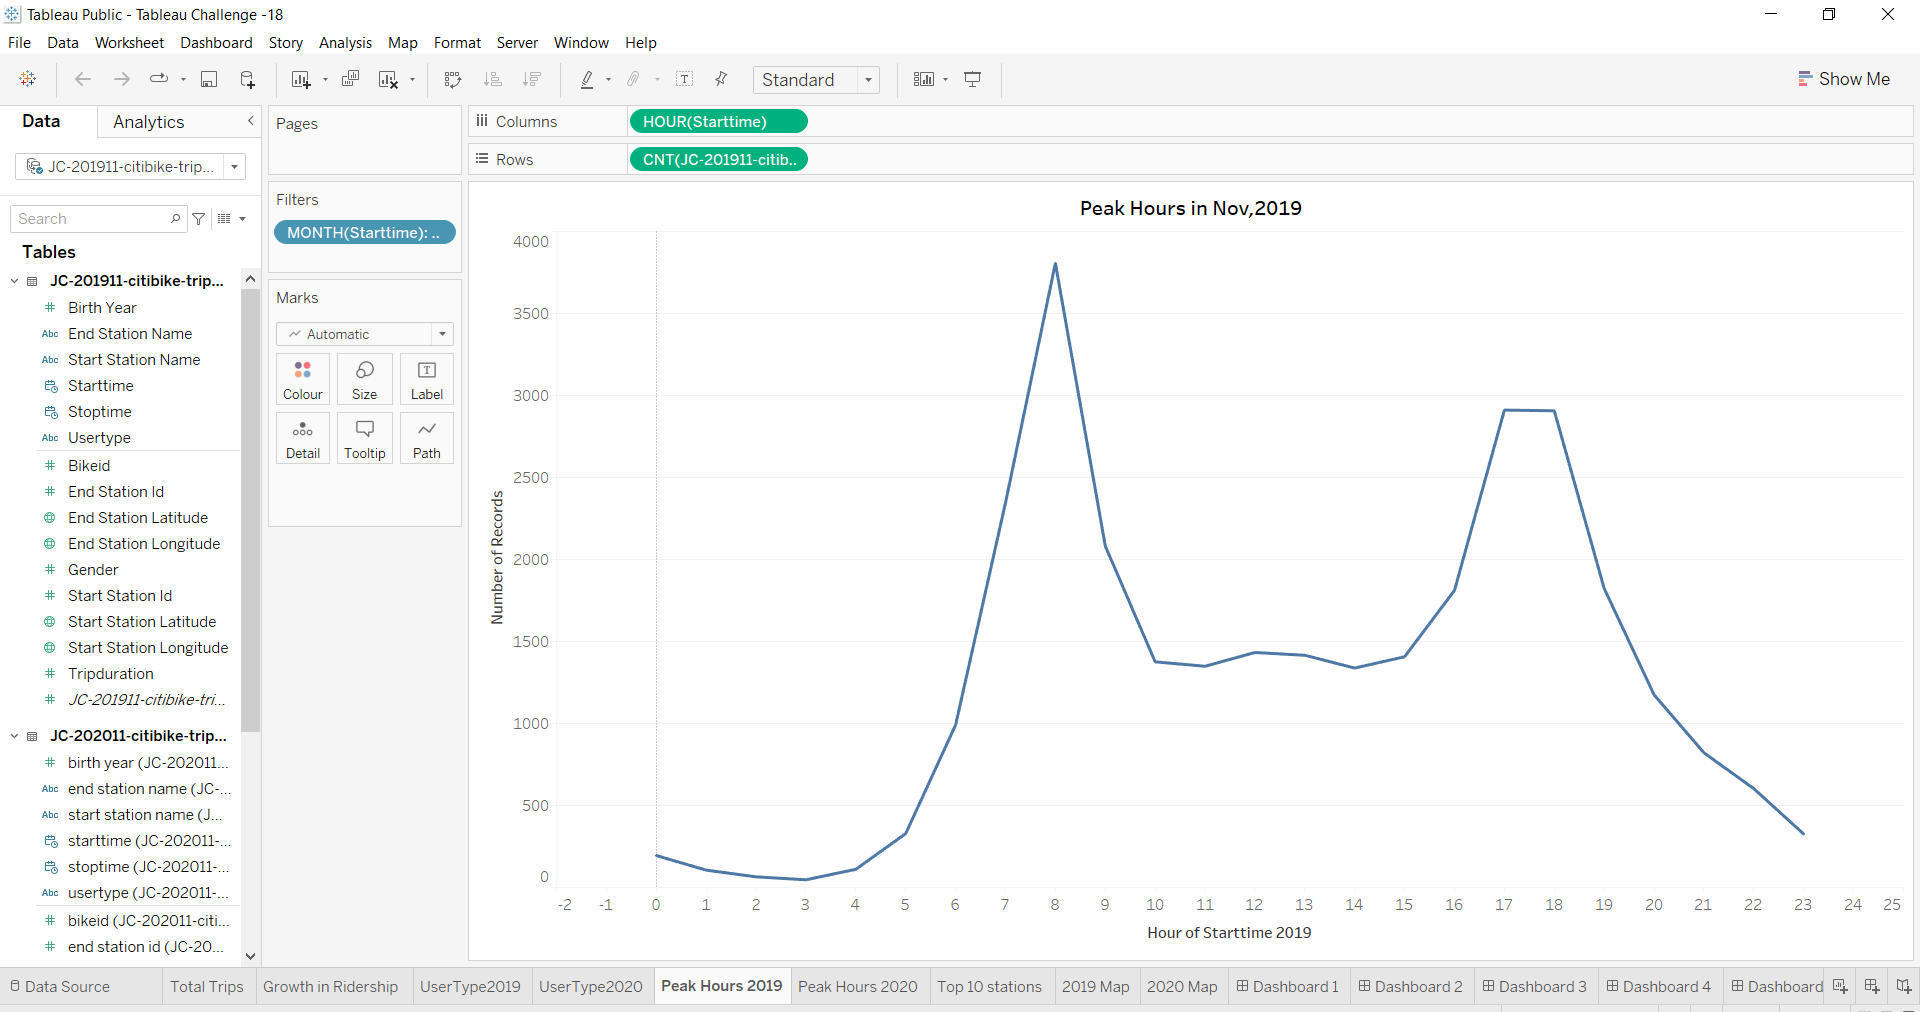 Tableau Public - Tableau Challenge -18
File Data Worksheet Dashboard Story Analysis Map Format Server Window Help
Standard
Show Me
Data Analytics
JC-201911-citibike-trip...
Search
Tables
JC-201911-citibike-trip...
# Birth Year
Abc End Station Name
Abc Start Station Name
Starttime
Stoptime
Abc Usertype
# Bikeid
# End Station Id
End Station Latitude
End Station Longitude
# Gender
# Start Station Id
Start Station Latitude
Start Station Longitude
# Tripduration
# JC-201911-citibike-tri...
JC-202011-citibike-trip...
# birth year (JC-202011...
Abc end station name (JC-...
Abc start station name (J...
starttime (JC-202011-...
stoptime (JC-202011-...
Abc usertype (JC-202011-...
# bikeid (JC-202011-citi...
# end station id (JC-20...
Pages
Filters
MONTH(Starttime): ..
Marks
Automatic
Colour Size T Label
Detail Tooltip Path
iii Columns HOUR(Starttime)
Rows CNT(JC-201911-citib..
Peak Hours in Nov,2019
4000
3500
3000
2500
2000
1500
1000
500
0
Number of Records
-2 -1 0 1 2 3 4 5 6 7 8 9 10 11 12 13 14 15 16 17 18 19 20 21 22 23 24 25
Hour of Starttime 2019
Data Source Total Trips Growth in Ridership UserType2019 UserType2020 Peak Hours 2019 Peak Hours 2020 Top 10 stations 2019 Map 2020 Map Dashboard 1 Dashboard 2 Dashboard 3 Dashboard 4 Dashboard